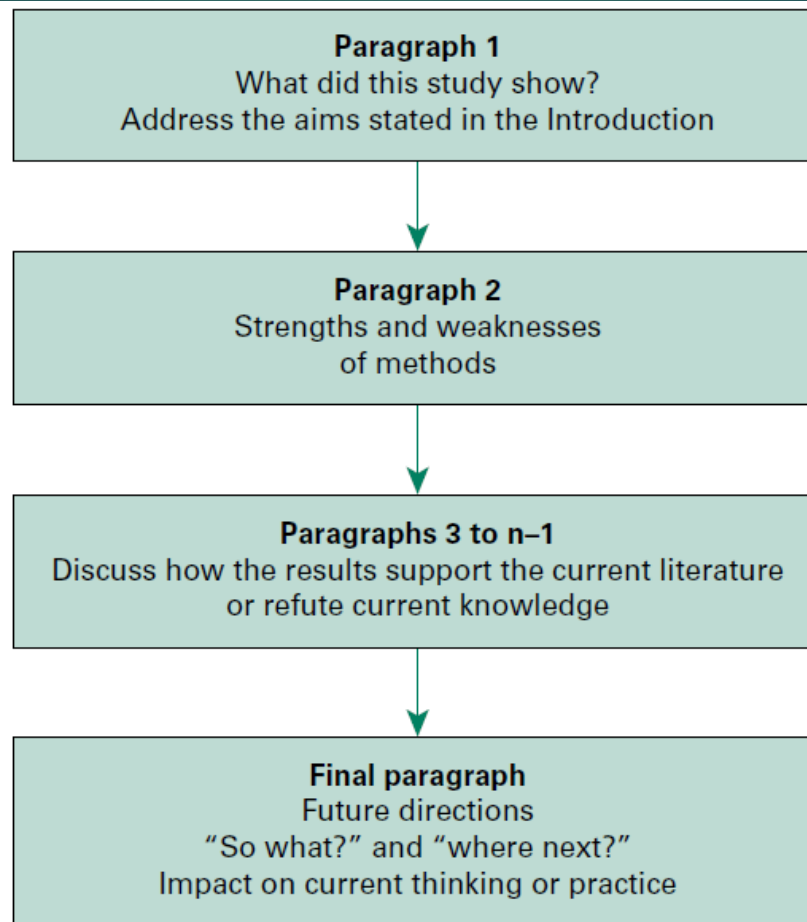 Paragraph 1
What did this study show?
Address the aims stated in the Introduction
Paragraph 2
Strengths and weaknesses
of methods
Paragraphs 3 to n–1
Discuss how the results support the current literature
or refute current knowledge
Final paragraph
Future directions
“So what?” and “where next?”
Impact on current thinking or practice